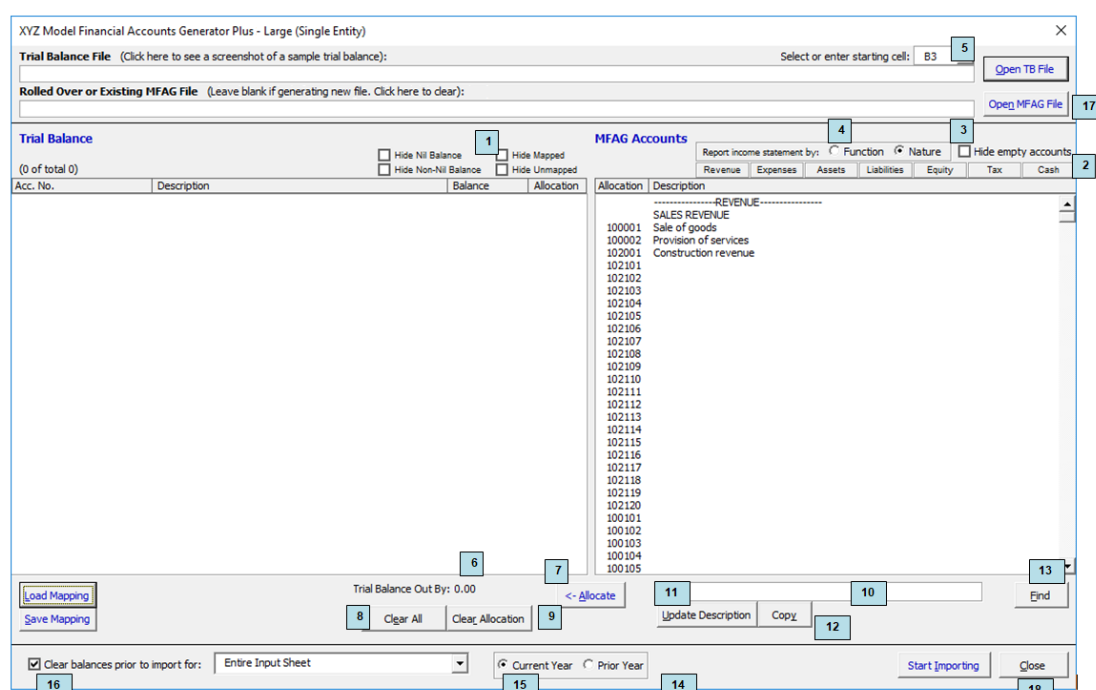 XYZ Model Financial Accounts Generator Plus - Large (Single Entity)
Trial Balance File (Click here to see a screenshot of a sample trial balance):
Select or enter starting cell: B3
5
Open TB File
Rolled Over or Existing MFAG File (Leave blank if generating new file. Click here to clear):
Open MFAG File
17
Trial Balance
1
MFAG Accounts
4
3
Hide Nil Balance
Hide Mapped
Report income statement by: Function Nature
Hide empty accounts
(0 of total 0)
Hide Non-Nil Balance
Hide Unmapped
Revenue Expenses Assets Liabilities Equity Tax Cash
2
Acc. No. Description Balance Allocation
Allocation Description
----------------REVENUE----------------
SALES REVENUE
100001 Sale of goods
100002 Provision of services
102001 Construction revenue
102101
102102
102103
102104
102105
102106
102107
102108
102109
102110
102111
102112
102113
102114
102115
102116
102117
102118
102119
102120
100101
100102
100103
100104
100105
6
7
13
Load Mapping
Trial Balance Out By: 0.00
<- Allocate
11
10
Find
Save Mapping
8
Clear All
Clear Allocation
9
Update Description
Copy
12
Clear balances prior to import for: Entire Input Sheet
Current Year Prior Year
Start Importing
Close
16
15
14
18